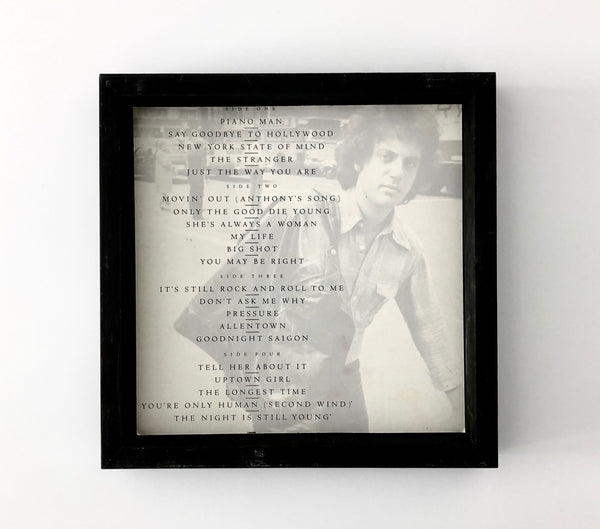 SIDE ONE
PIANO MAN
SAY GOODBYE TO HOLLYWOOD
NEW YORK STATE OF MIND
THE STRANGER
JUST THE WAY YOU ARE
SIDE TWO
MOVIN' OUT (ANTHONY'S SONG)
ONLY THE GOOD DIE YOUNG
SHE'S ALWAYS A WOMAN
MY LIFE
BIG SHOT
YOU MAY BE RIGHT
SIDE THREE
IT'S STILL ROCK AND ROLL TO ME
DON'T ASK ME WHY
PRESSURE
ALLENTOWN
GOODNIGHT SAIGON
SIDE FOUR
TELL HER ABOUT IT
UPTOWN GIRL
THE LONGEST TIME
YOU'RE ONLY HUMAN (SECOND WIND)*
THE NIGHT IS STILL YOUNG*